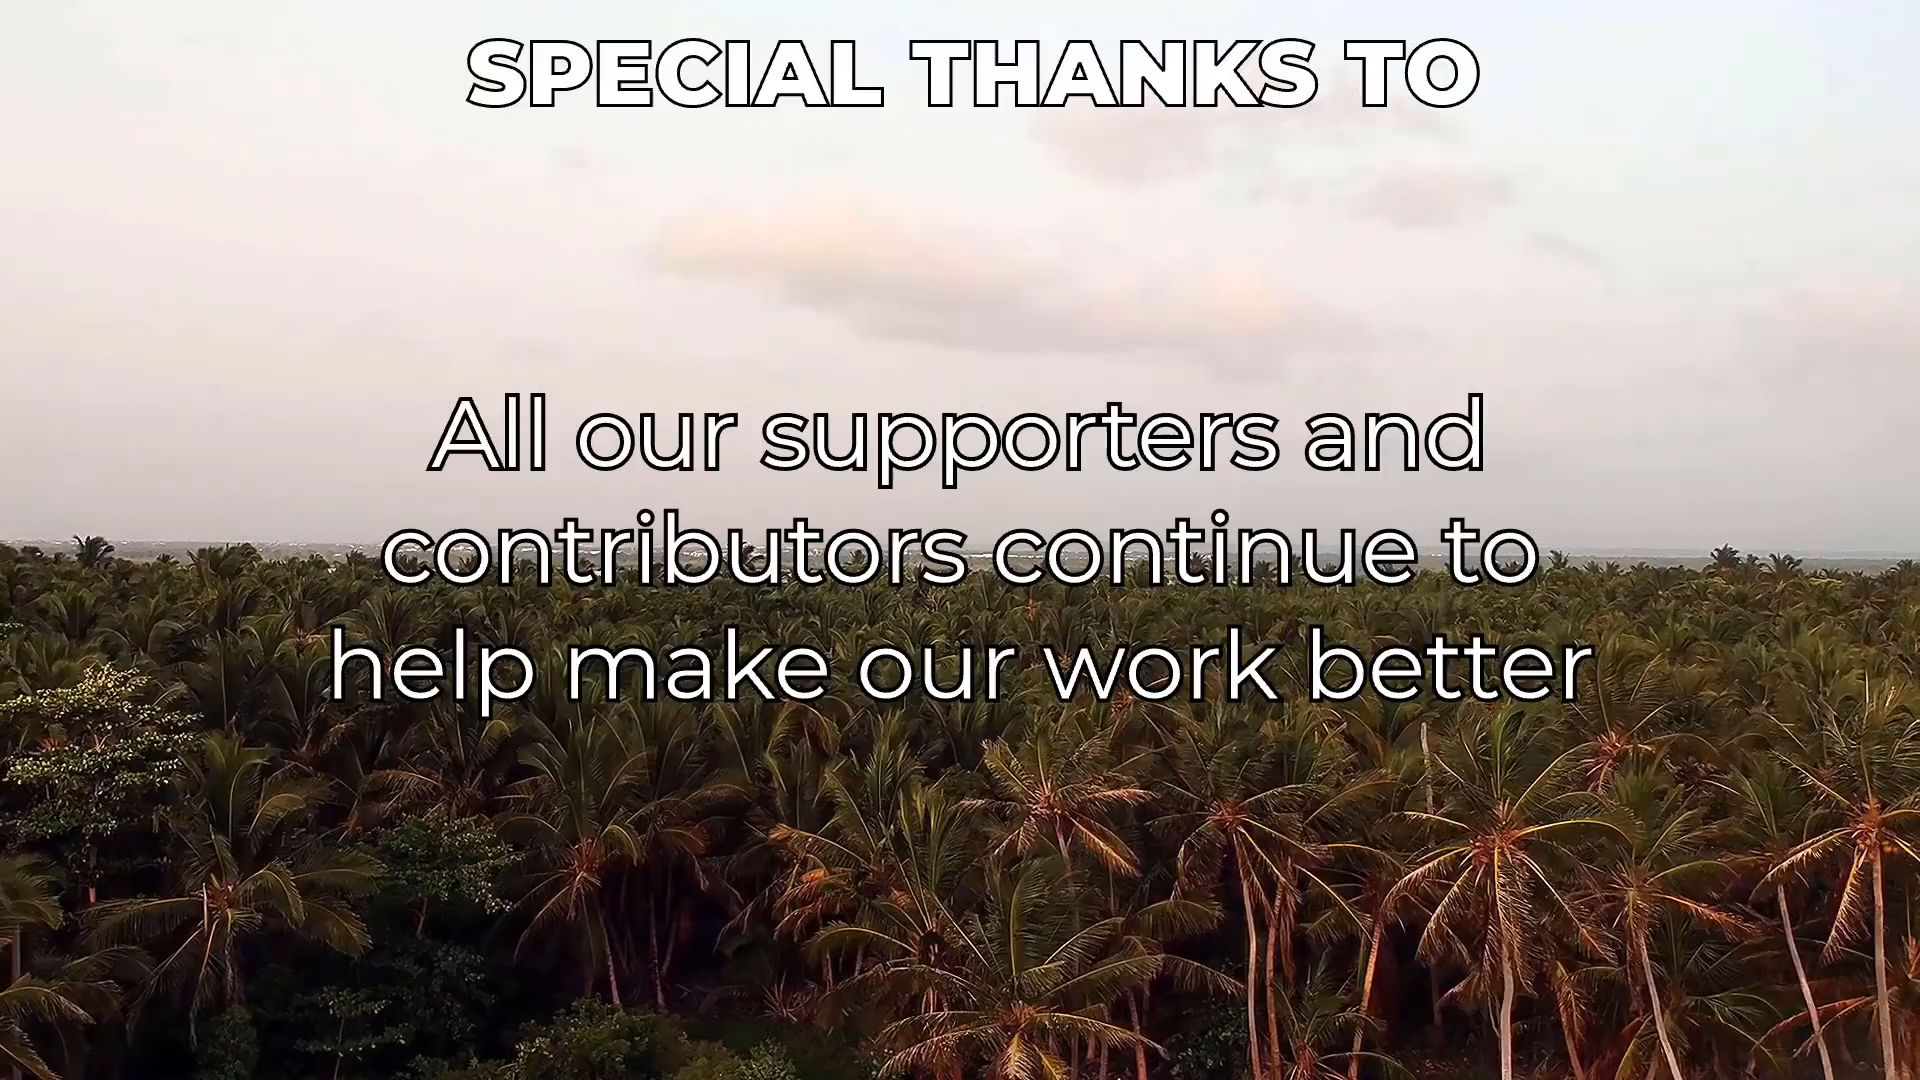 SPECIAL THANKS TO
All our supporters and
contributors continue to
help make our work better